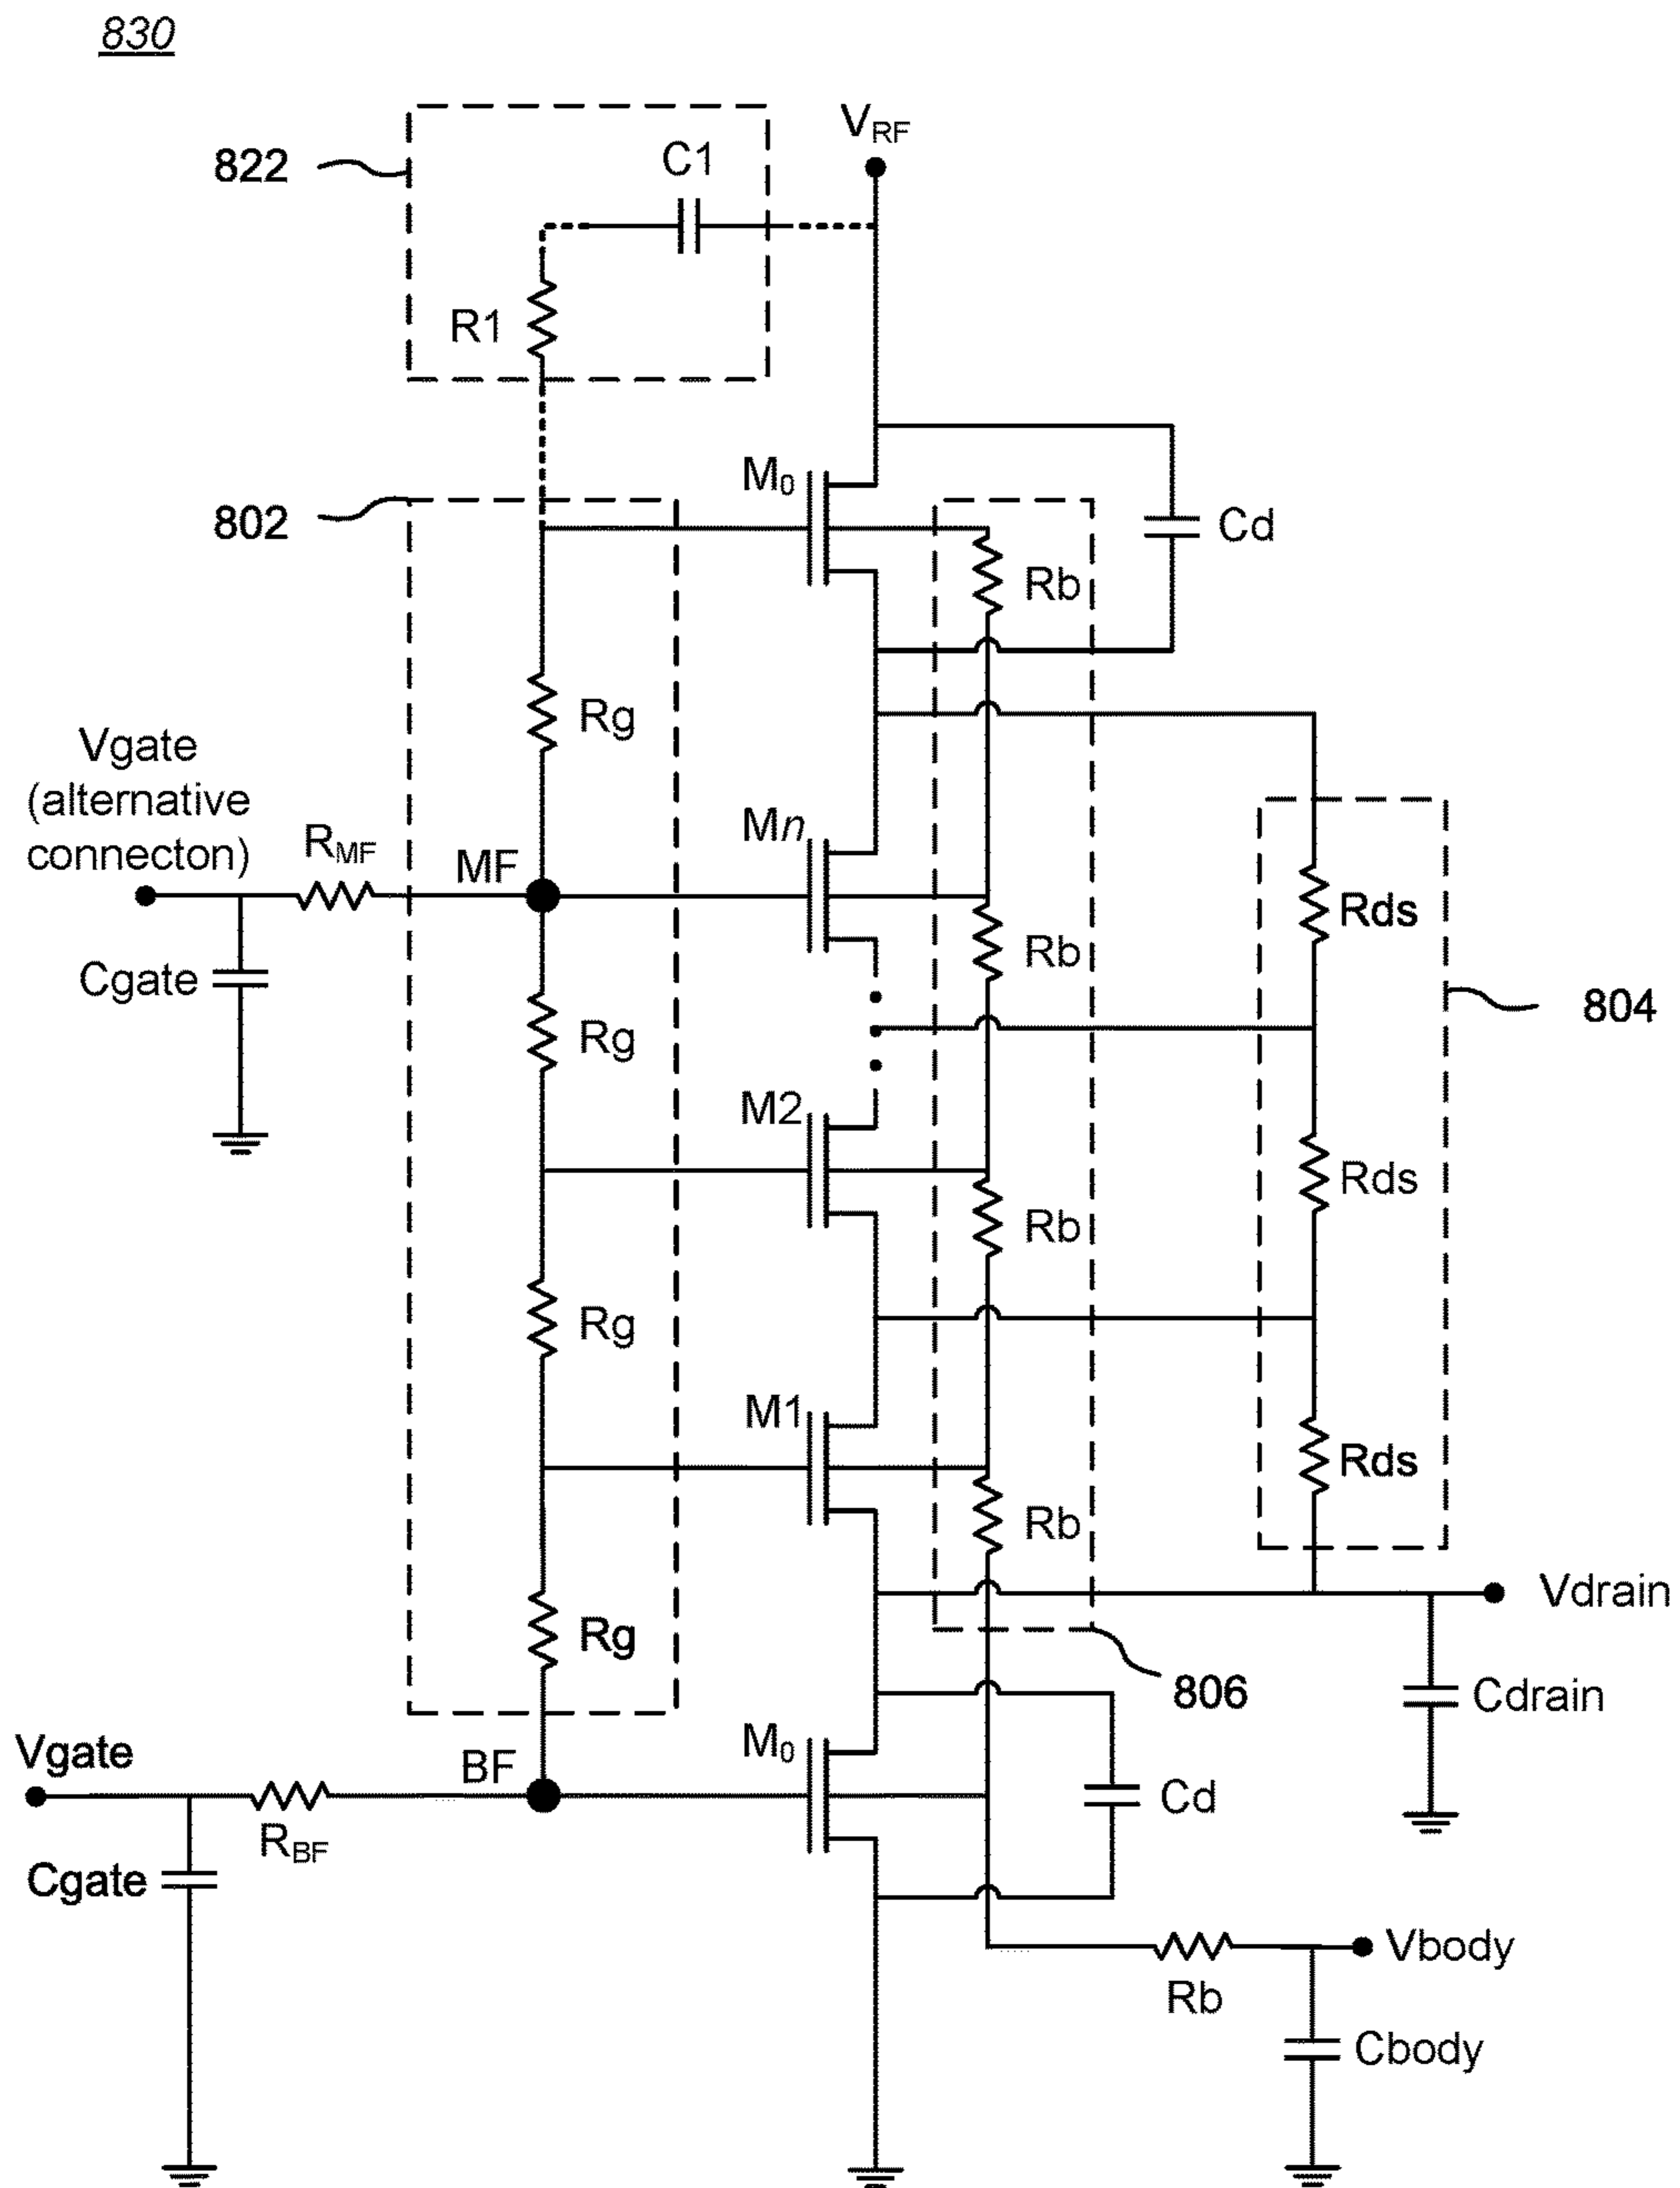 830
V_RF
822
C1
R1
M₀
802
Cd
Rb
Rg
Vgate
(alternative
connecton)
R_MF
MF
Mn
Rds
Rb
Cgate
Rg
804
M2
Rds
Rb
Rg
M1
Rds
Rb
Vdrain
Rg
806
Cdrain
M₀
Vgate
BF
Cd
R_BF
Cgate
Vbody
Rb
Cbody